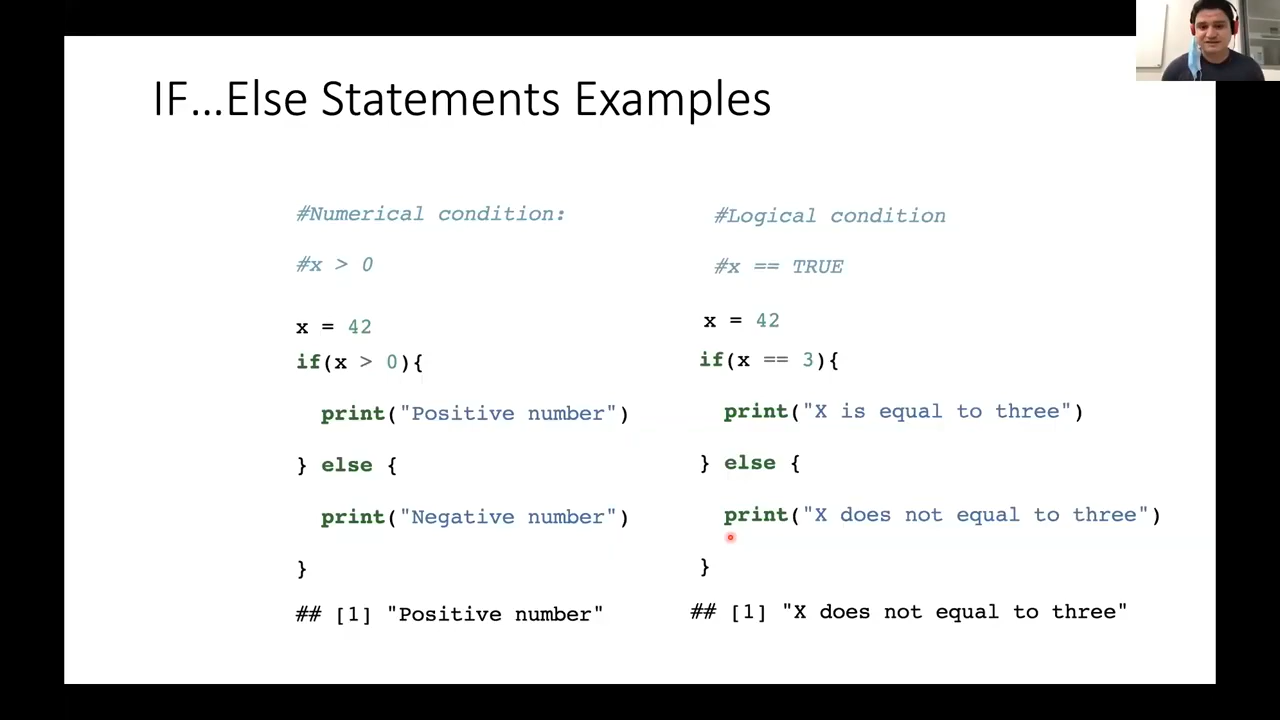 IF...Else Statements Examples
#Numerical condition:
#x > 0
x = 42
if(x > 0){
print("Positive number")
} else {
print("Negative number")
}
## [1] "Positive number"
#Logical condition
#x == TRUE
x = 42
if(x == 3){
print("X is equal to three")
} else {
print("X does not equal to three")
}
## [1] "X does not equal to three"